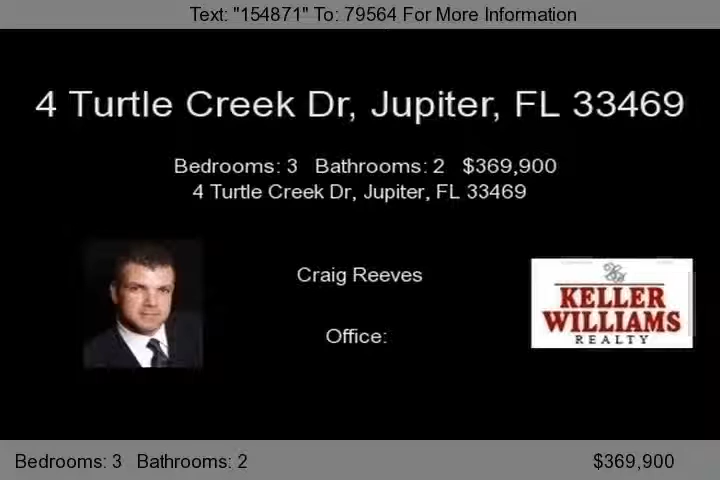 Text: "154871" To: 79564 For More Information
4 Turtle Creek Dr, Jupiter, FL 33469
Bedrooms: 3 Bathrooms: 2 $369,900
4 Turtle Creek Dr, Jupiter, FL 33469
Craig Reeves
Office:
KELLER
WILLIAMS
REALTY
Bedrooms: 3 Bathrooms: 2 $369,900